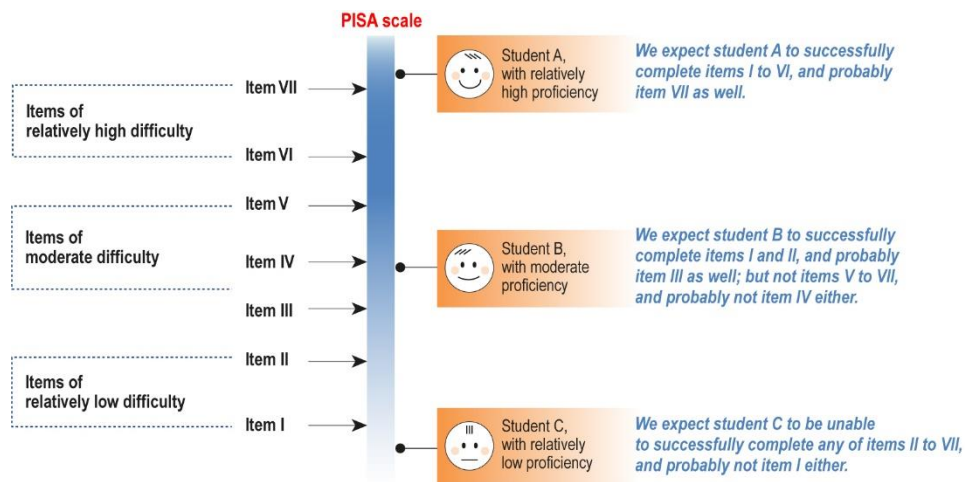 PISA scale
Item VII
Items of
relatively high difficulty
Item VI
Item V
Items of
moderate difficulty
Item IV
Item III
Item II
Items of
relatively low difficulty
Item I
Student A,
with relatively
high proficiency
We expect student A to successfully
complete items I to VI, and probably
item VII as well.
Student B,
with moderate
proficiency
We expect student B to successfully
complete items I and II, and probably
item III as well; but not items V to VII,
and probably not item IV either.
Student C,
with relatively
low proficiency
We expect student C to be unable
to successfully complete any of items II to VII,
and probably not item I either.